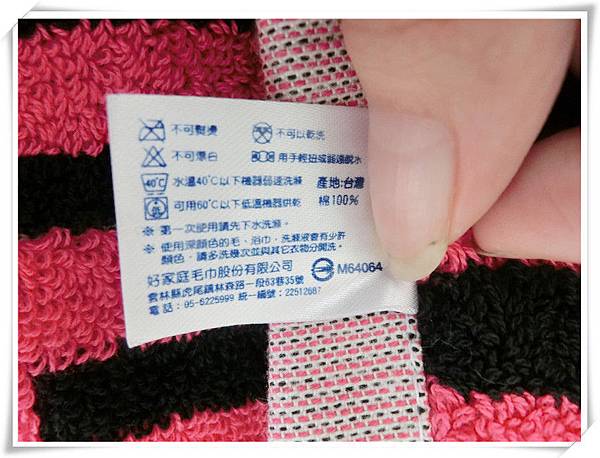 不可熨燙 不可以乾洗
不可漂白 用手輕扭或弱速脫水
40℃ 水溫40℃以下機器弱速洗滌 產地:台灣
可用60℃以下低溫機器烘乾 棉100%
※ 第一次使用請先下水洗滌。
※ 使用深顏色的毛、浴巾，洗滌液會有少許
顏色，請多洗幾次並與其它衣物分開洗。
好家庭毛巾股份有限公司 M64064
雲林縣虎尾鎮林森路一段63巷35號
電話：05-6225999 統一編號：22512687